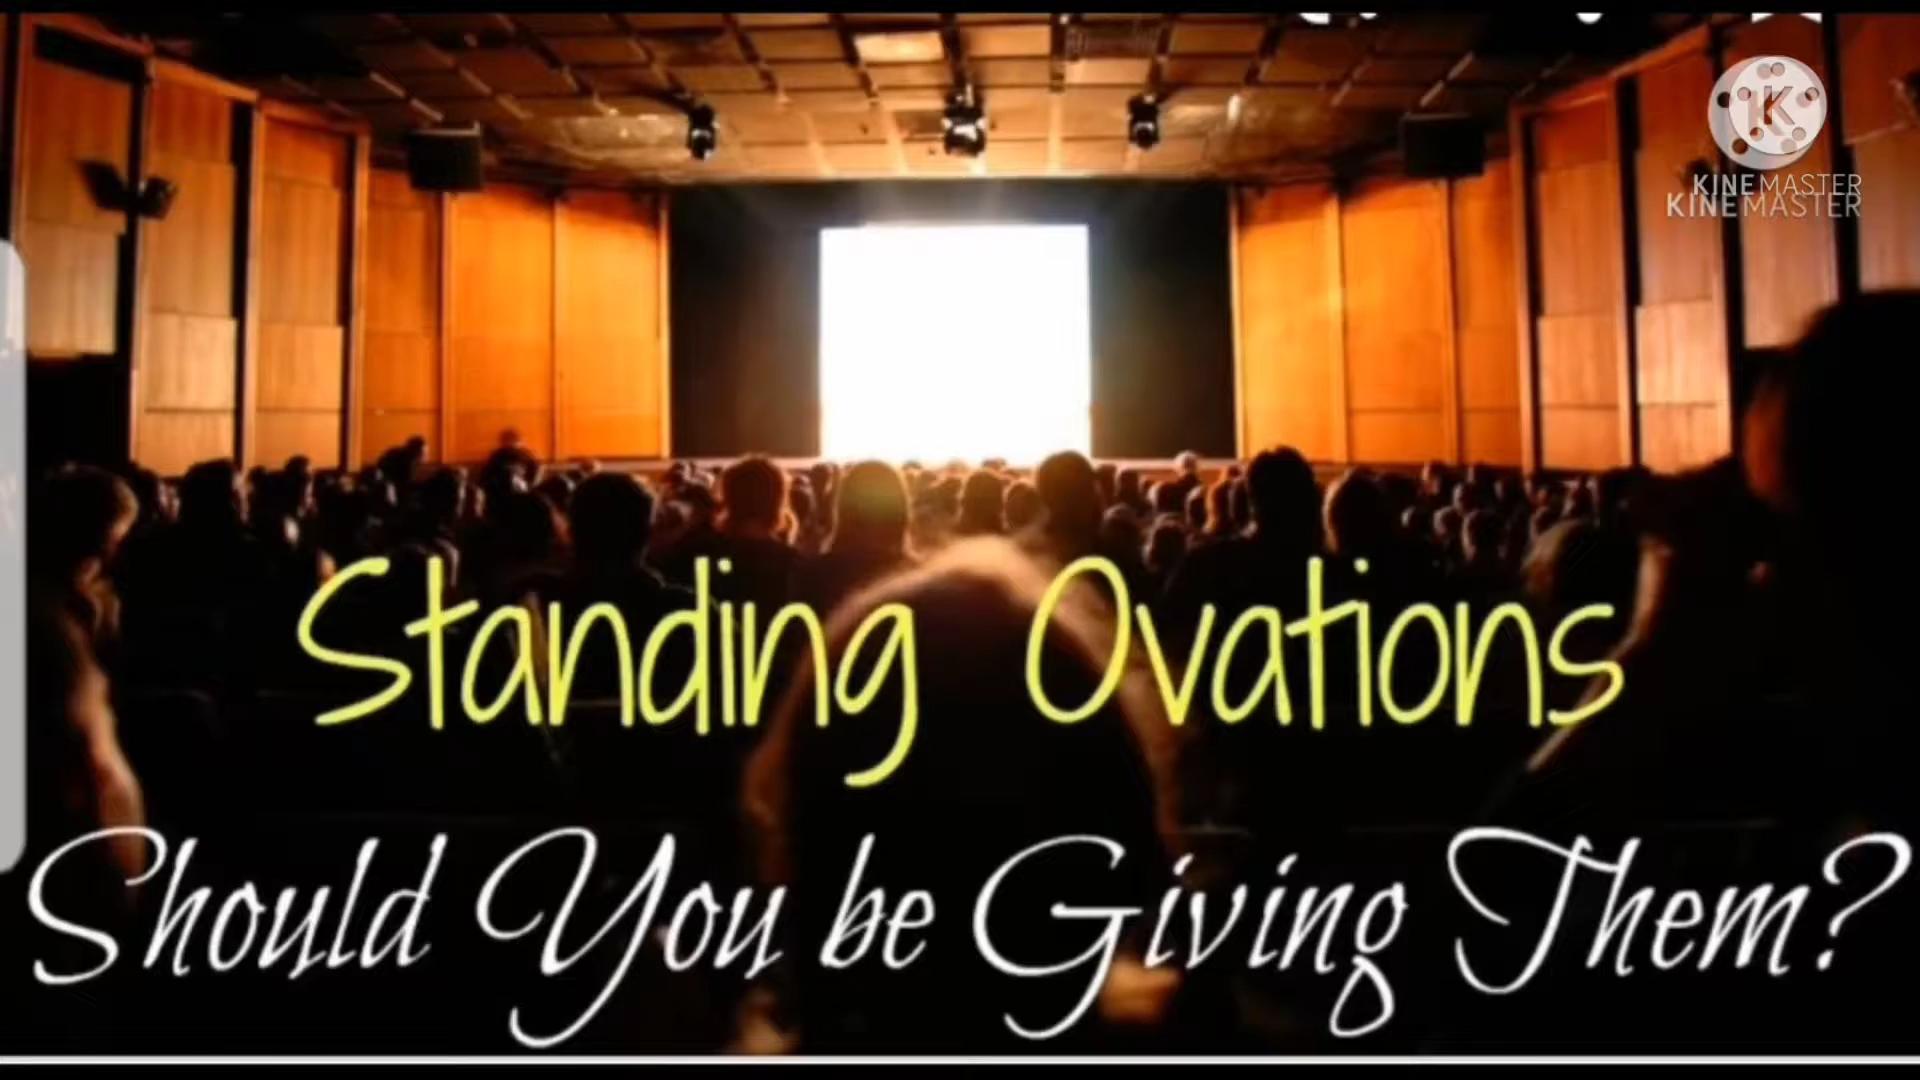 K
KINEMASTER
KINEMASTER
Standing Ovations
Should You be Giving Them?